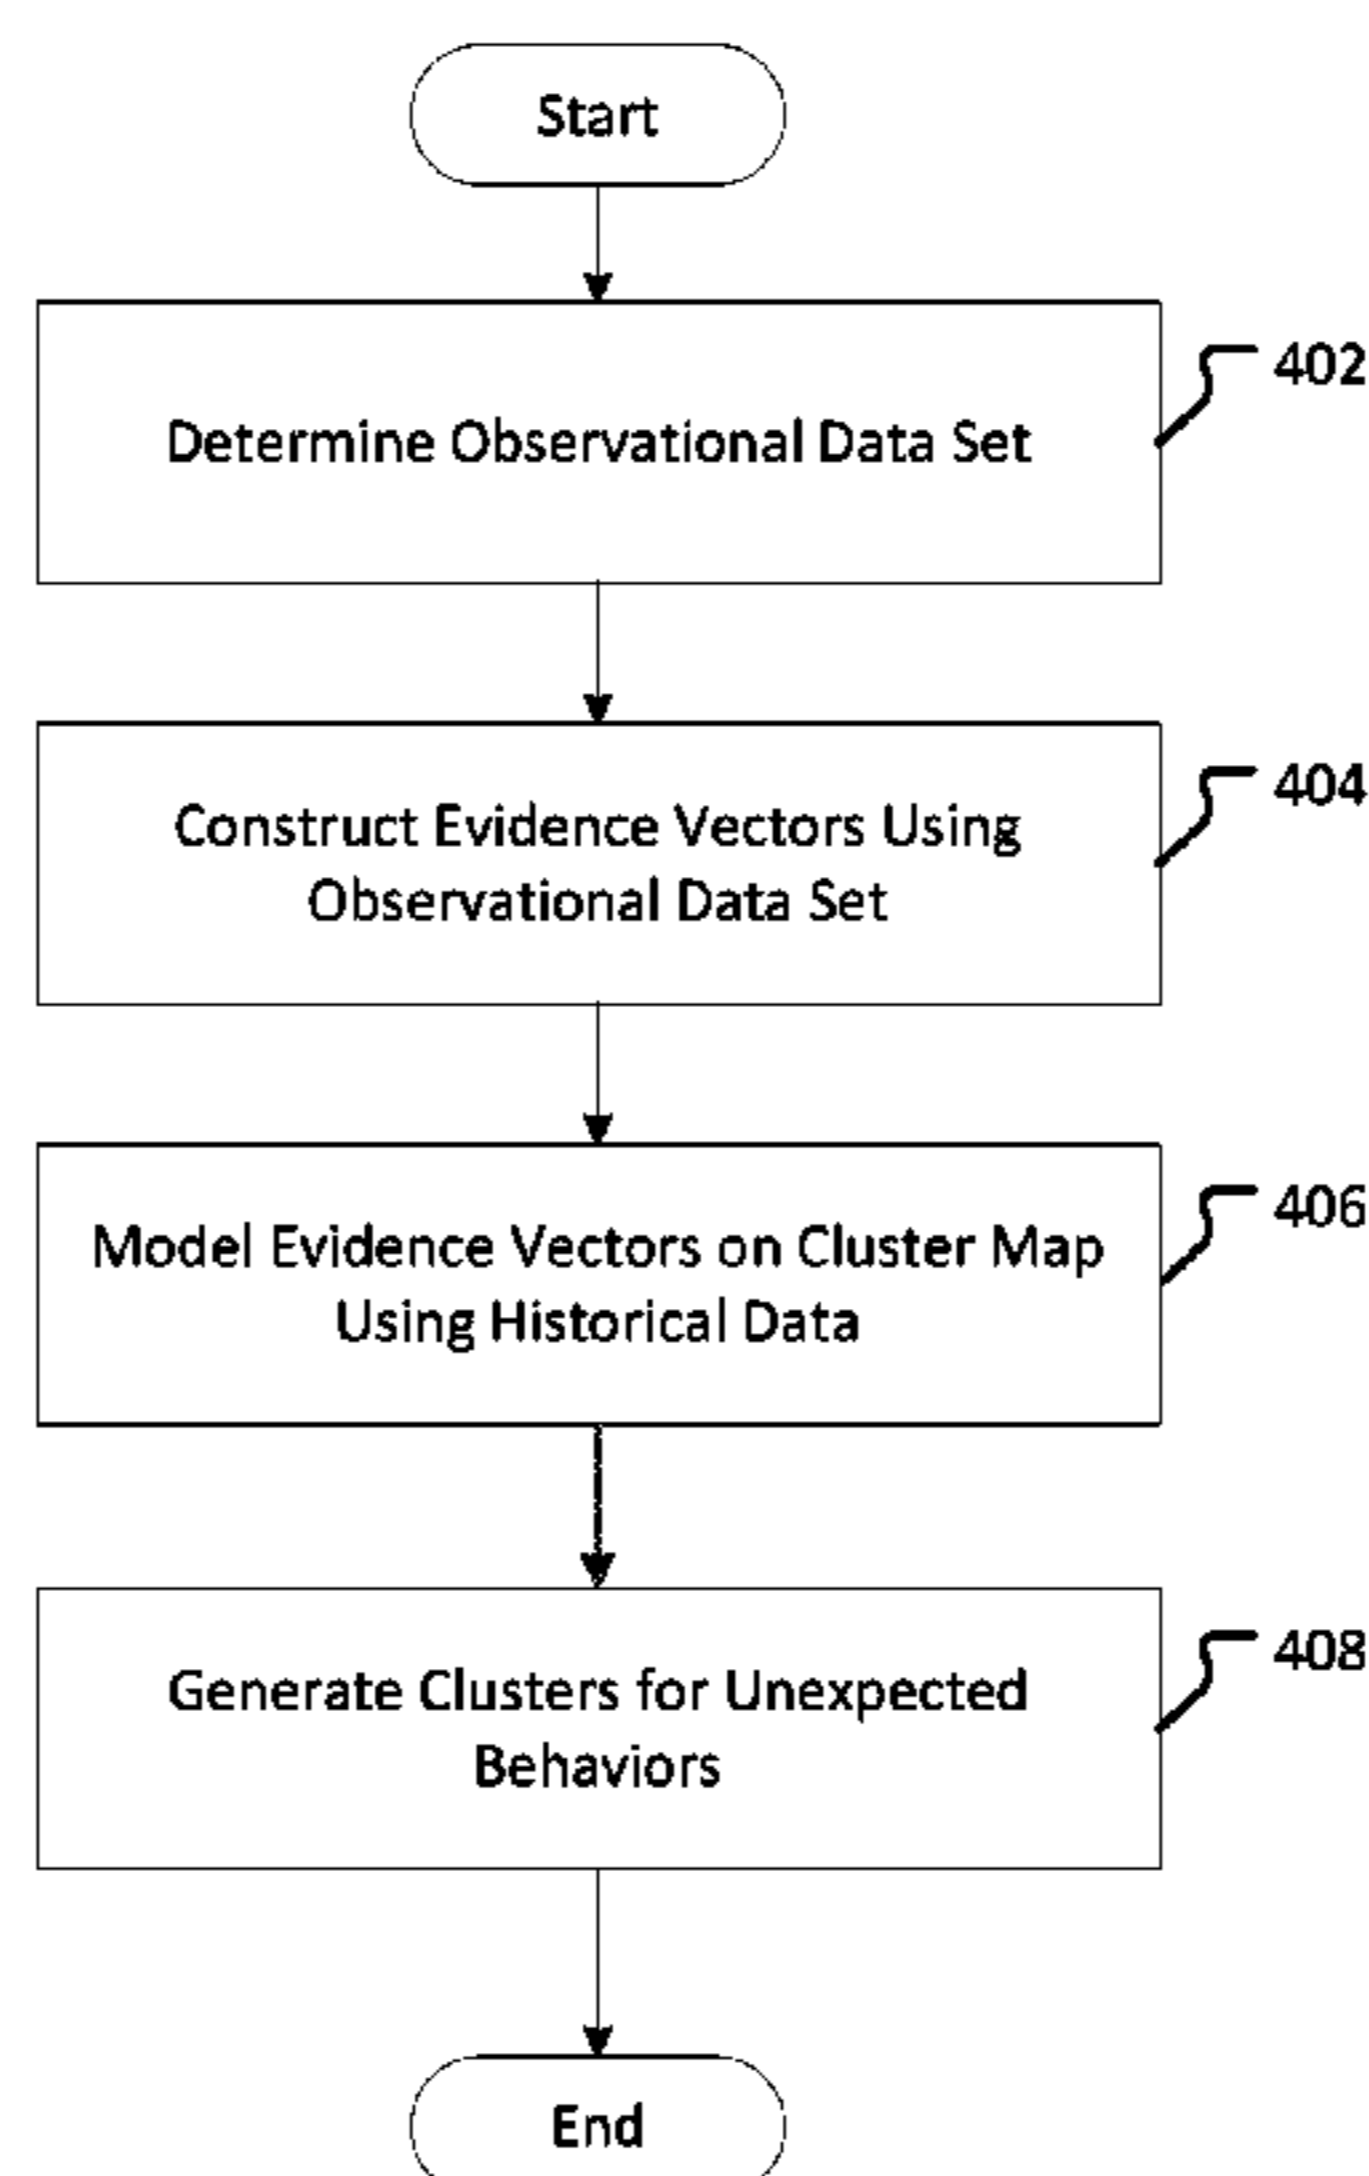 Start
402
Determine Observational Data Set
404
Construct Evidence Vectors Using
Observational Data Set
406
Model Evidence Vectors on Cluster Map
Using Historical Data
408
Generate Clusters for Unexpected
Behaviors
End